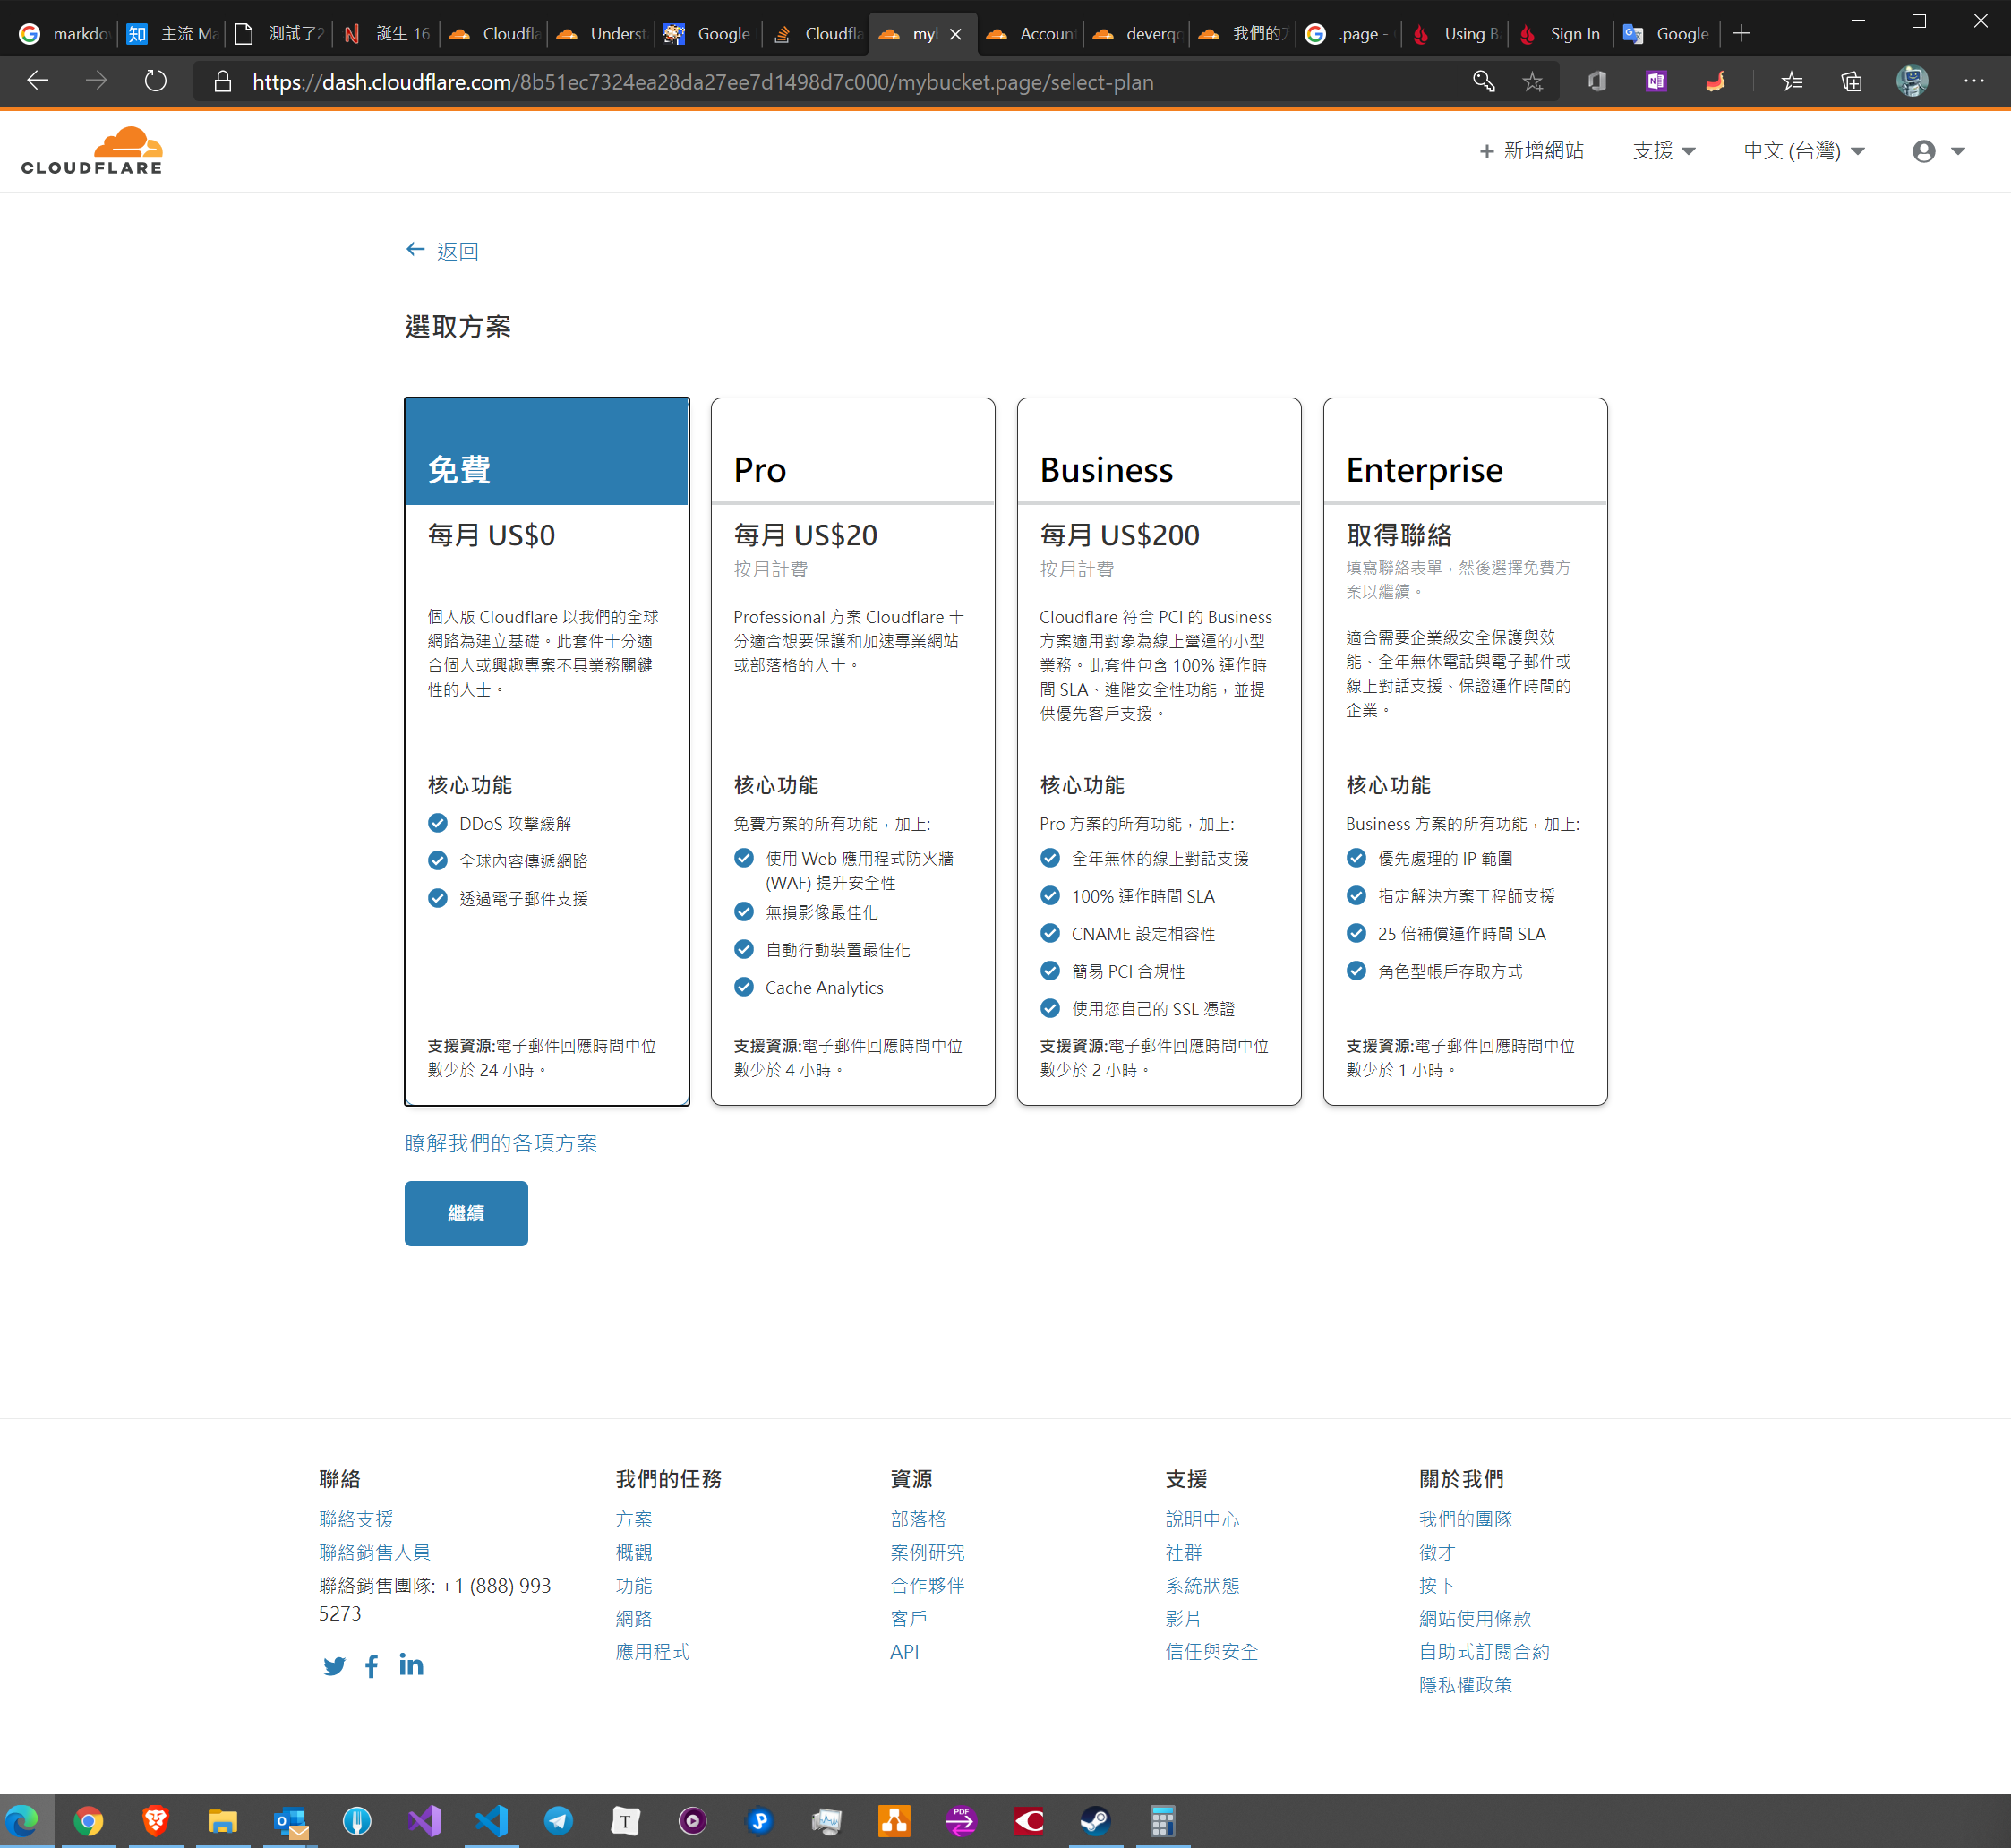 markdo
知
主流 Ma
測試了2
N
誕生 16
Cloudfla
Underst
Google
Cloudfla
my
Accoun
deverqc
我們的
.page -
Using B
Sign In
Google
https://dash.cloudflare.com/8b51ec7324ea28da27ee7d1498d7c000/mybucket.page/select-plan
CLOUDFLARE
+ 新增網站
支援
中文 (台灣)
← 返回
選取方案
免費
每月 US$0
個人版 Cloudflare 以我們的全球
網路為建立基礎。此套件十分適
合個人或興趣專案不具業務關鍵
性的人士。
核心功能
DDoS 攻擊緩解
全球內容傳遞網路
透過電子郵件支援
支援資源:電子郵件回應時間中位
數少於 24 小時。
Pro
每月 US$20
按月計費
Professional 方案 Cloudflare 十
分適合想要保護和加速專業網站
或部落格的人士。
核心功能
免費方案的所有功能，加上:
使用 Web 應用程式防火牆
(WAF) 提升安全性
無損影像最佳化
自動行動裝置最佳化
Cache Analytics
支援資源:電子郵件回應時間中位
數少於 4 小時。
Business
每月 US$200
按月計費
Cloudflare 符合 PCI 的 Business
方案適用對象為線上營運的小型
業務。此套件包含 100% 運作時
間 SLA、進階安全性功能，並提
供優先客戶支援。
核心功能
Pro 方案的所有功能，加上:
全年無休的線上對話支援
100% 運作時間 SLA
CNAME 設定相容性
簡易 PCI 合規性
使用您自己的 SSL 憑證
支援資源:電子郵件回應時間中位
數少於 2 小時。
Enterprise
取得聯絡
填寫聯絡表單，然後選擇免費方
案以繼續。
適合需要企業級安全保護與效
能、全年無休電話與電子郵件或
線上對話支援、保證運作時間的
企業。
核心功能
Business 方案的所有功能，加上:
優先處理的 IP 範圍
指定解決方案工程師支援
25 倍補償運作時間 SLA
角色型帳戶存取方式
支援資源:電子郵件回應時間中位
數少於 1 小時。
瞭解我們的各項方案
繼續
聯絡
聯絡支援
聯絡銷售人員
聯絡銷售團隊: +1 (888) 993
5273
我們的任務
方案
概觀
功能
網路
應用程式
資源
部落格
案例研究
合作夥伴
客戶
API
支援
說明中心
社群
系統狀態
影片
信任與安全
關於我們
我們的團隊
徵才
按下
網站使用條款
自助式訂閱合約
隱私權政策